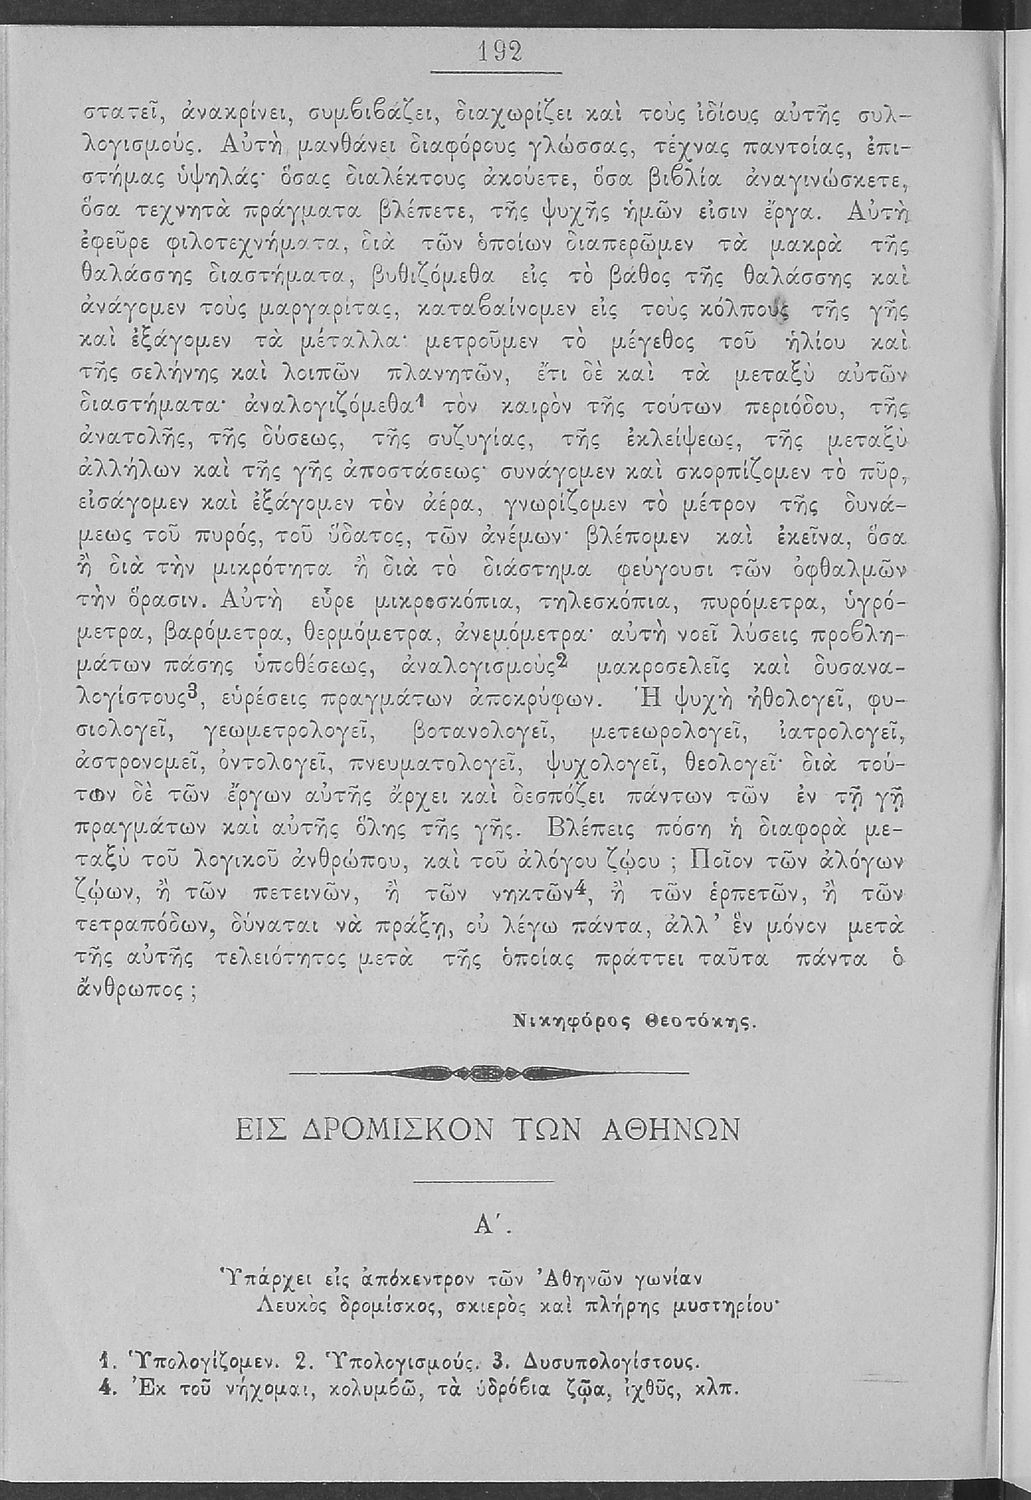 192
στατεῖ, ἀνακρίνει, συμβιβάζει, διαχωρίζει καὶ τοὺς ἰδίους αὑτῆς συλ-
λογισμούς. Αὐτὴ μανθάνει διαφόρους γλώσσας, τέχνας παντοίας, ἐπι-
στήμας ὑψηλάς· ὅσας διαλέκτους ἀκούετε, ὅσα βιβλία ἀναγινώσκετε,
ὅσα τεχνητὰ πράγματα βλέπετε, τῆς ψυχῆς ἡμῶν εἰσιν ἔργα. Αὐτὴ
ἐφεῦρε φιλοτεχνήματα, διὰ τῶν ὁποίων διαπερῶμεν τὰ μακρὰ τῆς
θαλάσσης διαστήματα, βυθιζόμεθα εἰς τὸ βάθος τῆς θαλάσσης καὶ
ἀνάγομεν τοὺς μαργαρίτας, καταβαίνομεν εἰς τοὺς κόλπους τῆς γῆς
καὶ ἐξάγομεν τὰ μέταλλα· μετροῦμεν τὸ μέγεθος τοῦ ἡλίου καὶ
τῆς σελήνης καὶ λοιπῶν πλανητῶν, ἔτι δὲ καὶ τὰ μεταξὺ αὐτῶν
διαστήματα· ἀναλογιζόμεθα¹ τὸν καιρὸν τῆς τούτων περιόδου, τῆς
ἀνατολῆς, τῆς δύσεως, τῆς συζυγίας, τῆς ἐκλείψεως, τῆς μεταξὺ
ἀλλήλων καὶ τῆς γῆς ἀποστάσεως· συνάγομεν καὶ σκορπίζομεν τὸ πῦρ,
εἰσάγομεν καὶ ἐξάγομεν τὸν ἀέρα, γνωρίζομεν τὸ μέτρον τῆς δυνά-
μεως τοῦ πυρός, τοῦ ὕδατος, τῶν ἀνέμων· βλέπομεν καὶ ἐκεῖνα, ὅσα
ἢ διὰ τὴν μικρότητα ἢ διὰ τὸ διάστημα φεύγουσι τῶν ὀφθαλμῶν
τὴν ὅρασιν. Αὐτὴ εὗρε μικροσκόπια, τηλεσκόπια, πυρόμετρα, ὑγρό-
μετρα, βαρόμετρα, θερμόμετρα, ἀνεμόμετρα· αὐτὴ νοεῖ λύσεις προβλη-
μάτων πάσης ὑποθέσεως, ἀναλογισμοὺς² μακροσελεῖς καὶ δυσανα-
λογίστους³, εὑρέσεις πραγμάτων ἀποκρύφων. Ἡ ψυχὴ ἠθολογεῖ, φυ-
σιολογεῖ, γεωμετρολογεῖ, βοτανολογεῖ, μετεωρολογεῖ, ἰατρολογεῖ,
ἀστρονομεῖ, ὀντολογεῖ, πνευματολογεῖ, ψυχολογεῖ, θεολογεῖ· διὰ τού-
των δὲ τῶν ἔργων αὑτῆς ἄρχει καὶ δεσπόζει πάντων τῶν ἐν τῇ γῇ
πραγμάτων καὶ αὐτῆς ὅλης τῆς γῆς. Βλέπεις πόση ἡ διαφορὰ με-
ταξὺ τοῦ λογικοῦ ἀνθρώπου, καὶ τοῦ ἀλόγου ζῴου ; Ποῖον τῶν ἀλόγων
ζῴων, ἢ τῶν πετεινῶν, ἢ τῶν νηκτῶν⁴, ἢ τῶν ἑρπετῶν, ἢ τῶν
τετραπόδων, δύναται νὰ πράξῃ, οὐ λέγω πάντα, ἀλλ’ ἓν μόνον μετὰ
τῆς αὐτῆς τελειότητος μετὰ τῆς ὁποίας πράττει ταῦτα πάντα ὁ
ἄνθρωπος ;
Νικηφόρος Θεοτόκης.
ΕΙΣ ΔΡΟΜΙΣΚΟΝ ΤΩΝ ΑΘΗΝΩΝ
Α΄.
Ὑπάρχει εἰς ἀπόκεντρον τῶν Ἀθηνῶν γωνίαν
Λευκὸς δρομίσκος, σκιερὸς καὶ πλήρης μυστηρίου·
1. Ὑπολογίζομεν. 2. Ὑπολογισμούς. 3. Δυσυπολογίστους.
4. Ἐκ τοῦ νήχομαι, κολυμβῶ, τὰ ὑδρόβια ζῷα, ἰχθῦς, κλπ.